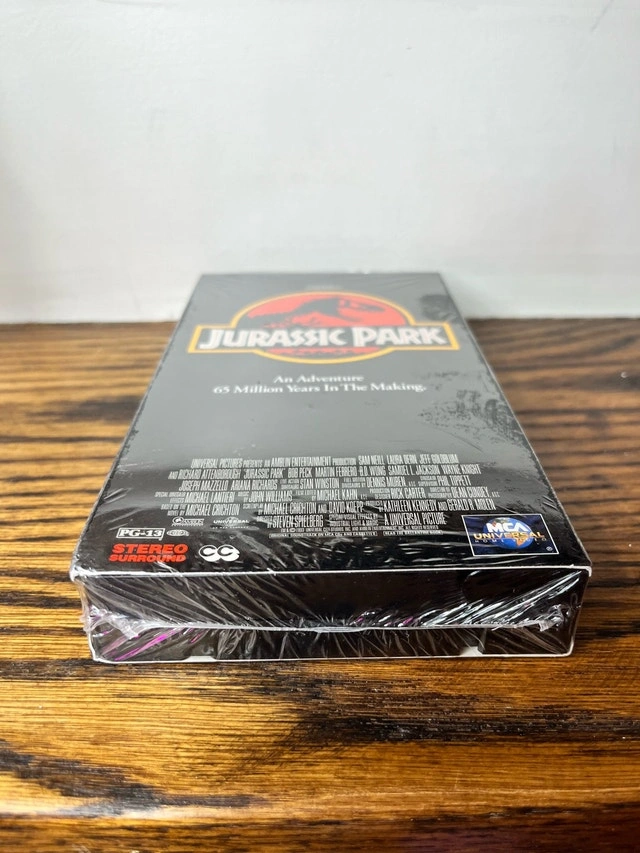 JURASSIC PARK
An Adventure
65 Million Years In The Making.
UNIVERSAL PICTURES PRESENTS AN AMBLIN ENTERTAINMENT PRODUCTION SAM NEILL LAURA DERN JEFF GOLDBLUM
AND RICHARD ATTENBOROUGH "JURASSIC PARK" BOB PECK MARTIN FERRERO B.D. WONG SAMUEL L. JACKSON WAYNE KNIGHT
JOSEPH MAZZELLO ARIANA RICHARDS STAN WINSTON DENNIS MUREN, A.S.C. PHIL TIPPETT
MICHAEL LANTIERI JOHN WILLIAMS MICHAEL KAHN RICK CARTER DEAN CUNDEY
MICHAEL CRICHTON MICHAEL CRICHTON AND DAVID KOEPP KATHLEEN KENNEDY AND GERALD R. MOLEN
STEVEN SPIELBERG A UNIVERSAL PICTURE
PG-13
UNIVERSAL
STEREO
SURROUND
CC
MCA
UNIVERSAL